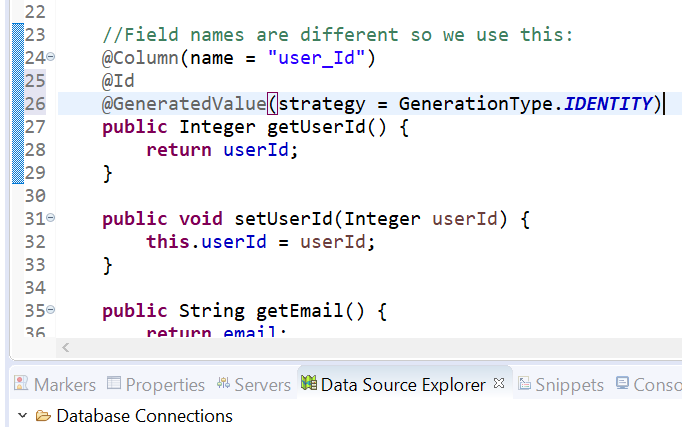 22
23 //Field names are different so we use this:
24 @Column(name = "user_Id")
25 @Id
26 @GeneratedValue(strategy = GenerationType.IDENTITY)
27 public Integer getUserId() {
28 return userId;
29 }
30
31 public void setUserId(Integer userId) {
32 this.userId = userId;
33 }
34
35 public String getEmail() {
36 return email;
Markers Properties Servers Data Source Explorer Snippets Conso
Database Connections